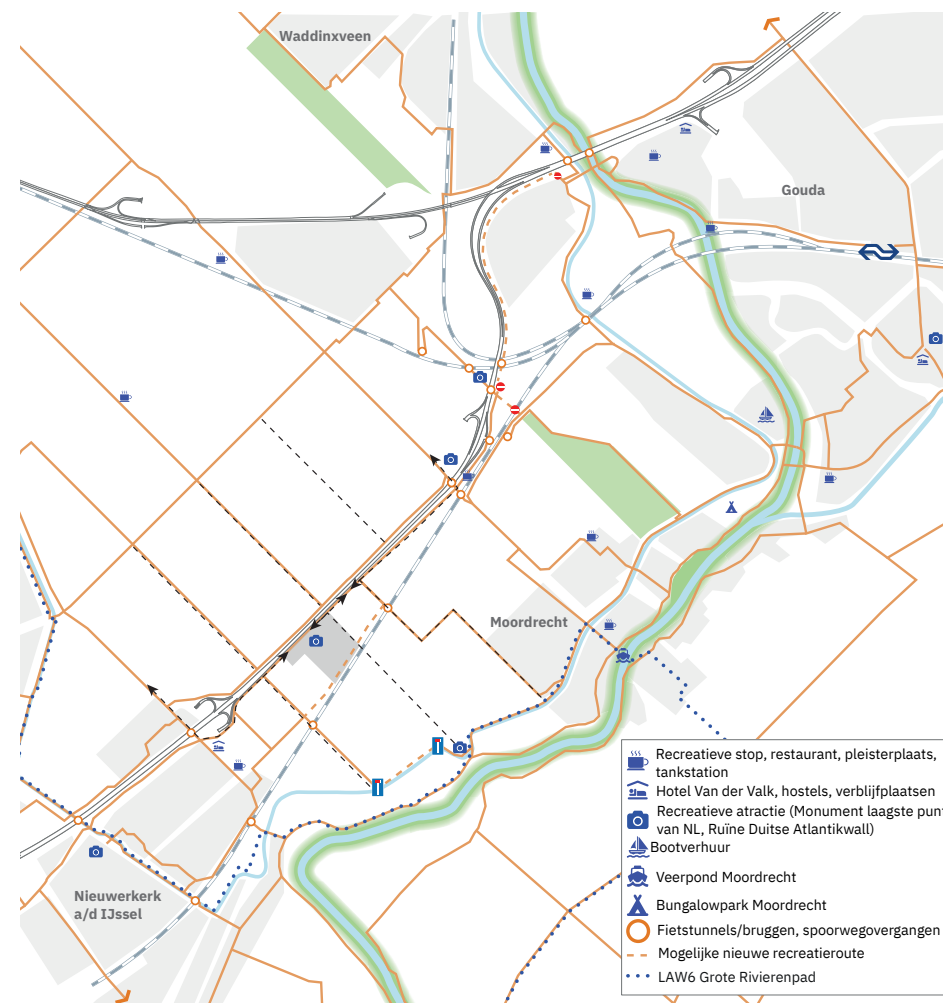 Waddinxveen
Gouda
Moordrecht
Nieuwerkerk
a/d IJssel
Recreatieve stop, restaurant, pleisterplaats,
tankstation
Hotel Van der Valk, hostels, verblijfplaatsen
Recreatieve atractie (Monument laagste punt
van NL, Ruïne Duitse Atlantikwall)
Bootverhuur
Veerpond Moordrecht
Bungalowpark Moordrecht
Fietstunnels/bruggen, spoorwegovergangen
Mogelijke nieuwe recreatieroute
LAW6 Grote Rivierenpad